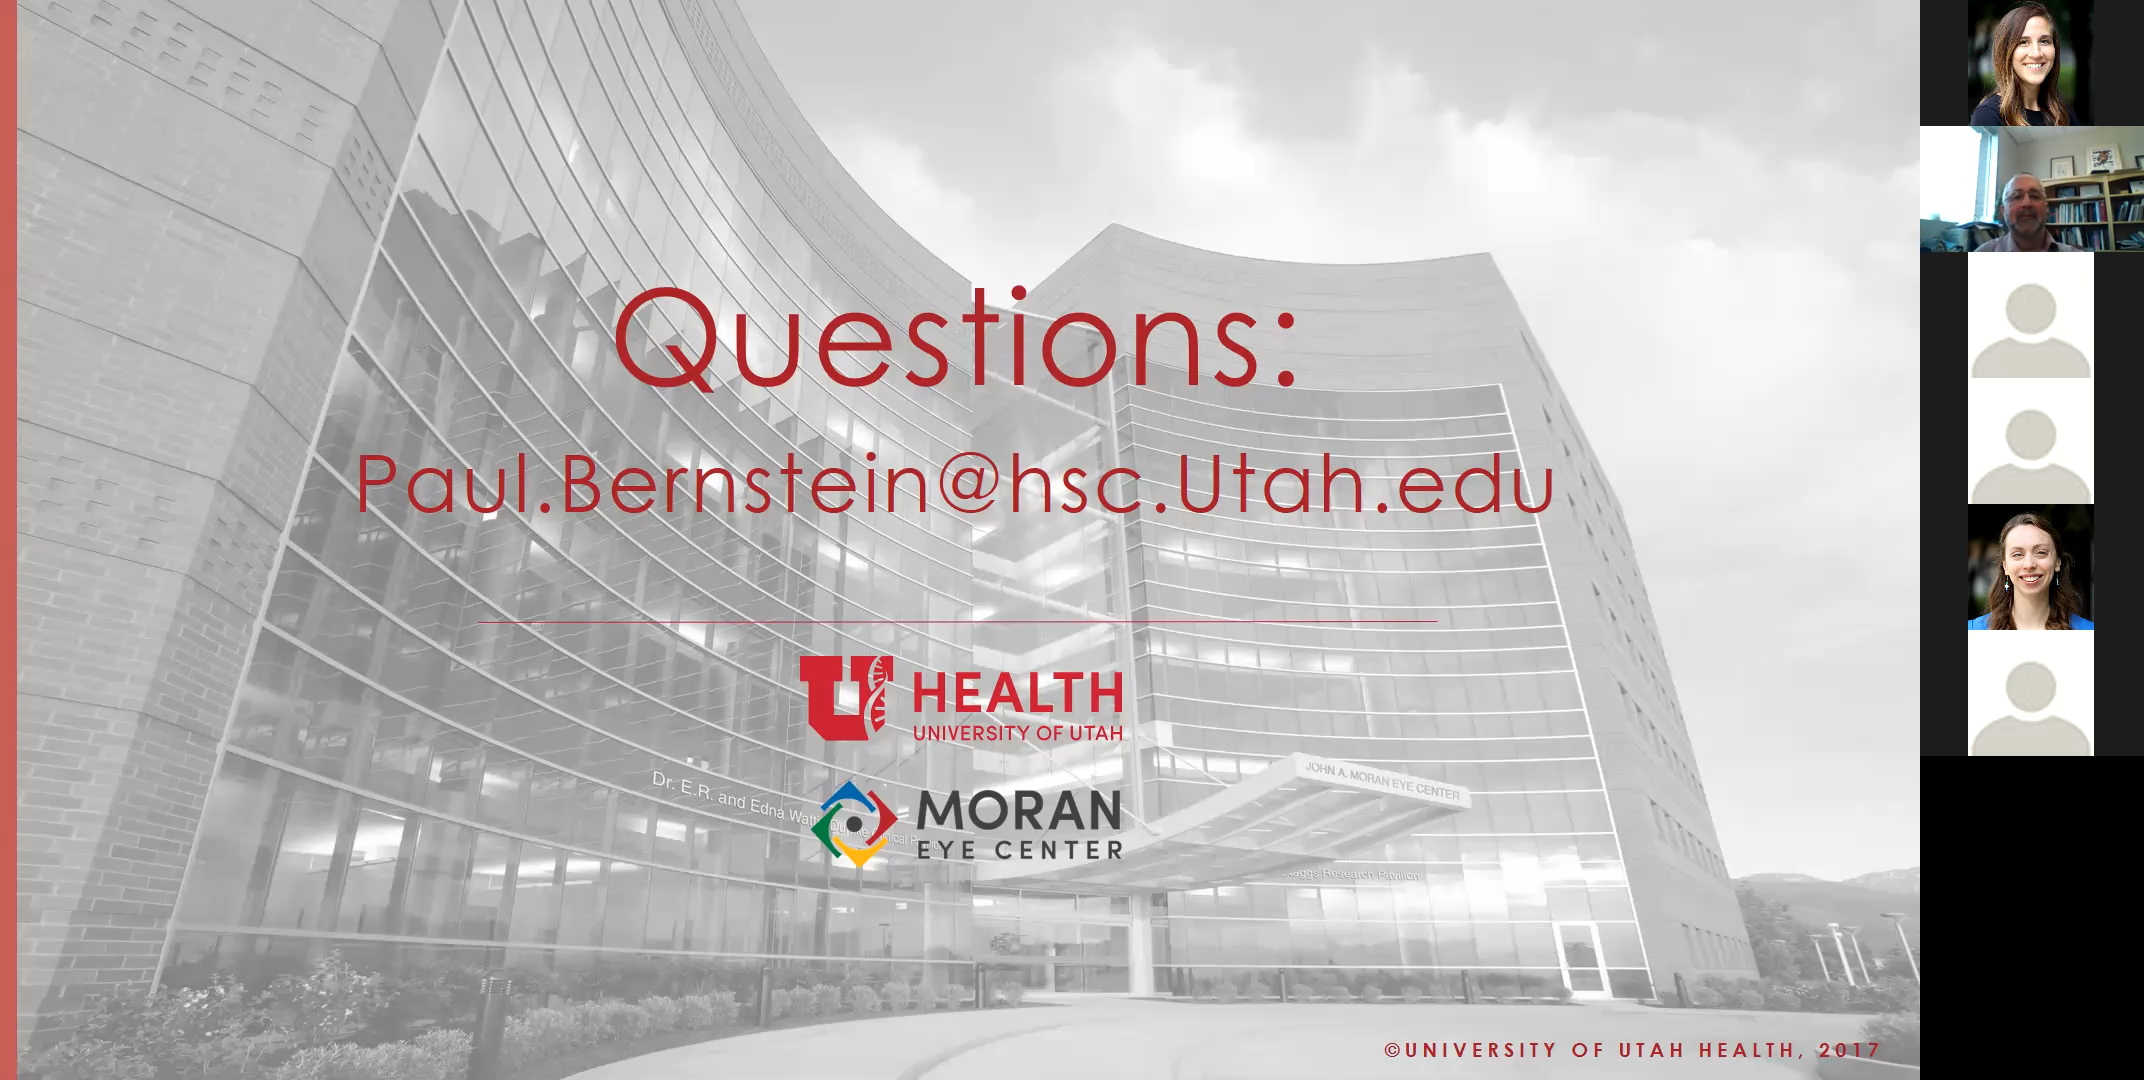 Questions:
Paul.Bernstein@hsc.Utah.edu
HEALTH
UNIVERSITY OF UTAH
JOHN A. MORAN EYE CENTER
Dr. E.R. and Edna
MORAN
EYE CENTER
Research Pavilion
©UNIVERSITY OF UTAH HEALTH, 2017